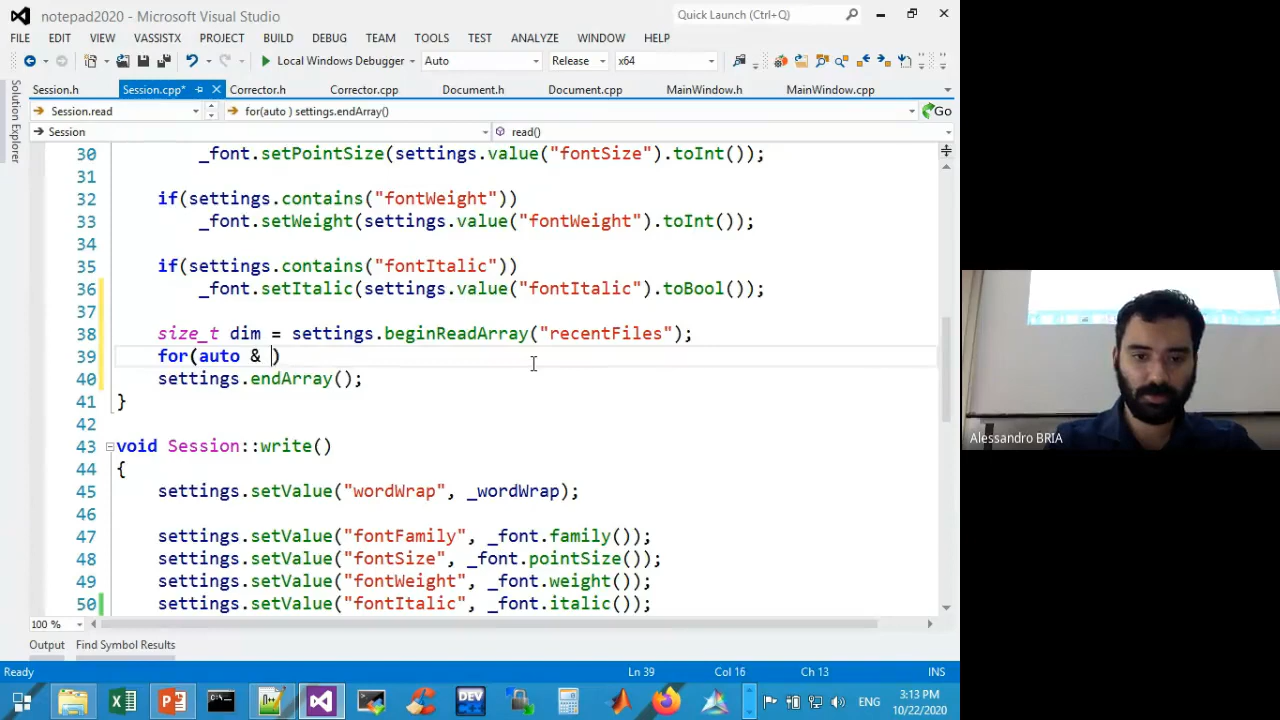 notepad2020 - Microsoft Visual Studio
Quick Launch (Ctrl+Q)
FILE EDIT VIEW VASSISTX PROJECT BUILD DEBUG TEAM TOOLS TEST ANALYZE WINDOW HELP
Local Windows Debugger Auto Release x64
Solution Explorer
Session.h Session.cpp* Corrector.h Corrector.cpp Document.h Document.cpp MainWindow.h MainWindow.cpp
Session.read for(auto ) settings.endArray() Go
Session read()
30 _font.setPointSize(settings.value("fontSize").toInt());
31
32 if(settings.contains("fontWeight"))
33 _font.setWeight(settings.value("fontWeight").toInt());
34
35 if(settings.contains("fontItalic"))
36 _font.setItalic(settings.value("fontItalic").toBool());
37
38 size_t dim = settings.beginReadArray("recentFiles");
39 for(auto & )
40 settings.endArray();
41 }
42
43 void Session::write()
44 {
45 settings.setValue("wordWrap", _wordWrap);
46
47 settings.setValue("fontFamily", _font.family());
48 settings.setValue("fontSize", _font.pointSize());
49 settings.setValue("fontWeight", _font.weight());
50 settings.setValue("fontItalic", _font.italic());
100 %
Output Find Symbol Results
Ready Ln 39 Col 16 Ch 13 INS
DEV
ENG
3:13 PM
10/22/2020
Alessandro BRIA